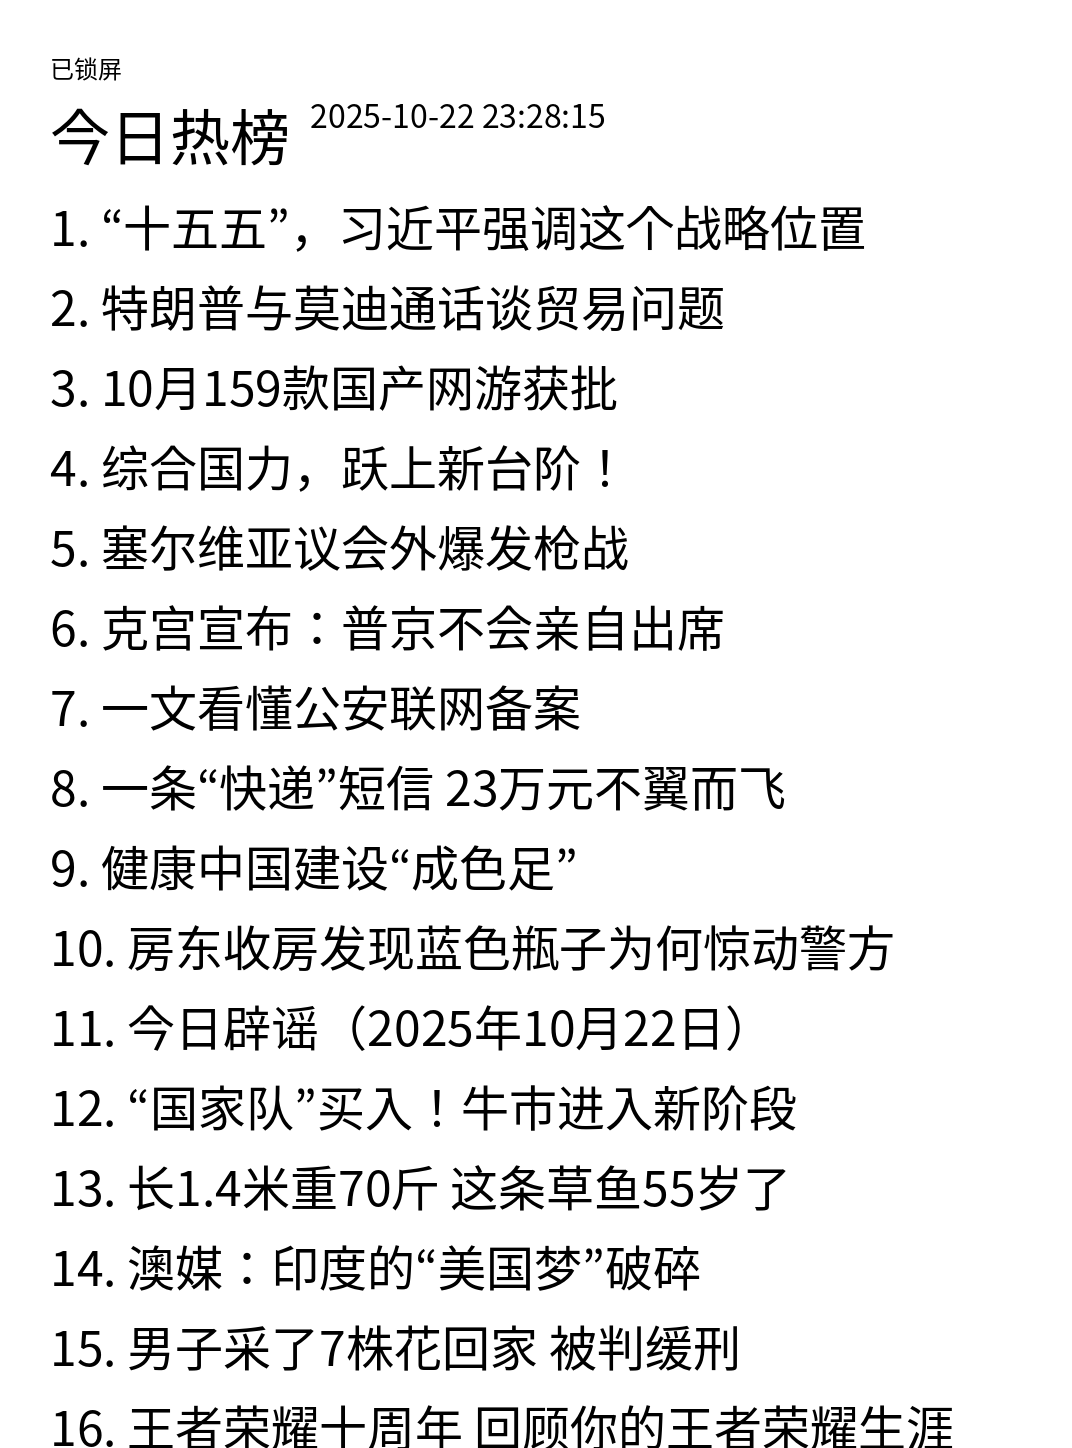 已锁屏
今日热榜 2025-10-22 23:28:15
1. “十五五”，习近平强调这个战略位置
2. 特朗普与莫迪通话谈贸易问题
3. 10月159款国产网游获批
4. 综合国力，跃上新台阶！
5. 塞尔维亚议会外爆发枪战
6. 克宫宣布：普京不会亲自出席
7. 一文看懂公安联网备案
8. 一条“快递”短信 23万元不翼而飞
9. 健康中国建设“成色足”
10. 房东收房发现蓝色瓶子为何惊动警方
11. 今日辟谣（2025年10月22日）
12. “国家队”买入！牛市进入新阶段
13. 长1.4米重70斤 这条草鱼55岁了
14. 澳媒：印度的“美国梦”破碎
15. 男子采了7株花回家 被判缓刑
16. 王者荣耀十周年 回顾你的王者荣耀生涯